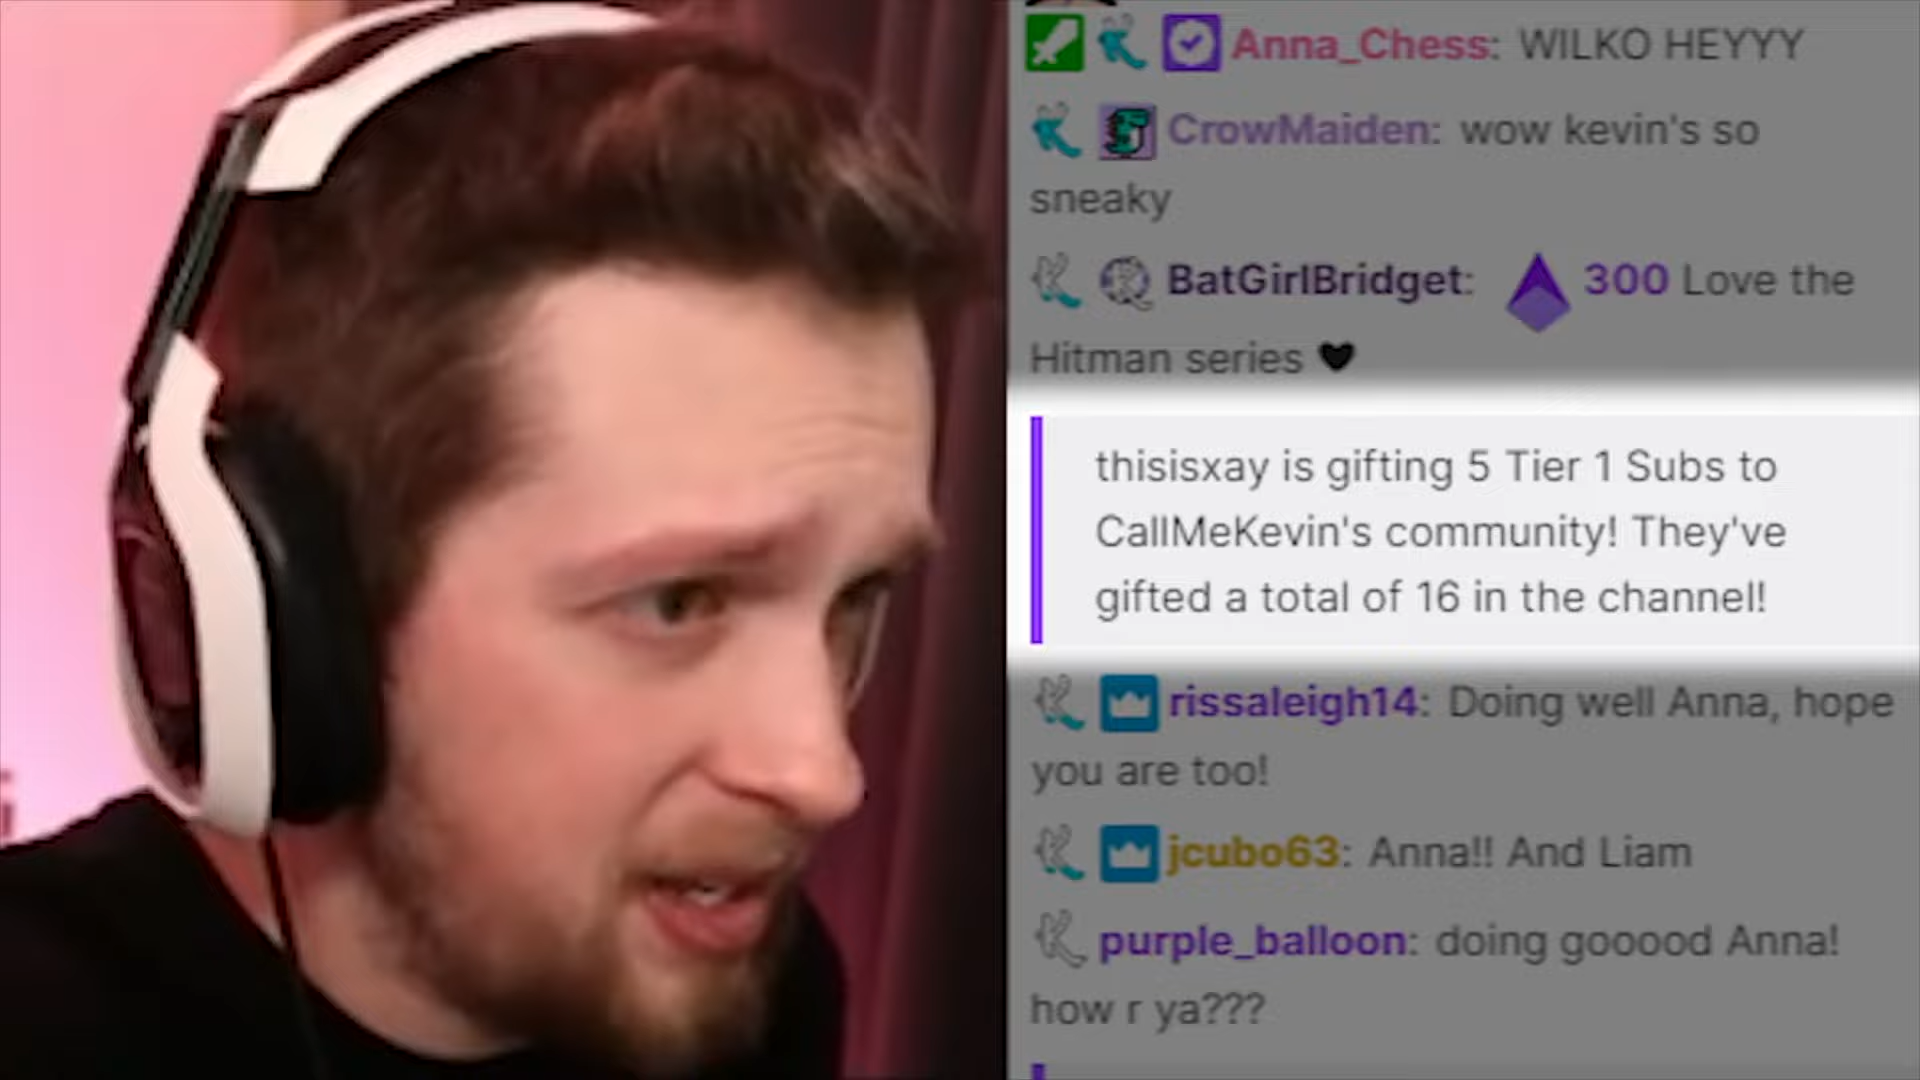 Anna_Chess: WILKO HEYYY
CrowMaiden: wow kevin's so
sneaky
BatGirlBridget: 300 Love the
Hitman series 🖤
thisisxay is gifting 5 Tier 1 Subs to
CallMeKevin's community! They've
gifted a total of 16 in the channel!
rissaleigh14: Doing well Anna, hope
you are too!
jcubo63: Anna!! And Liam
purple_balloon: doing gooood Anna!
how r ya???